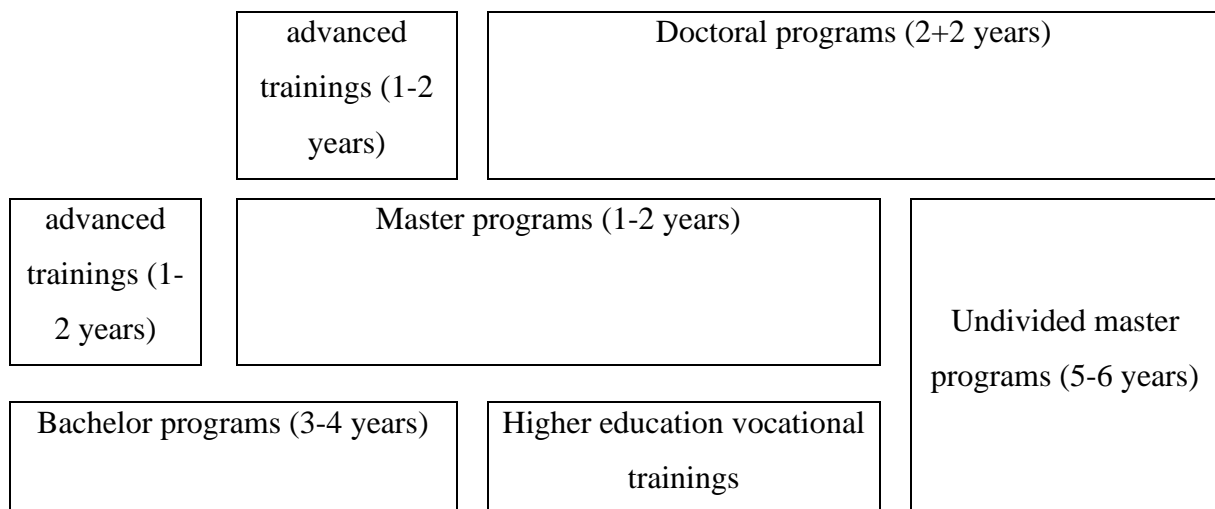 advanced
trainings (1-2
years)
Doctoral programs (2+2 years)
advanced
trainings (1-
2 years)
Master programs (1-2 years)
Undivided master
programs (5-6 years)
Bachelor programs (3-4 years)
Higher education vocational
trainings